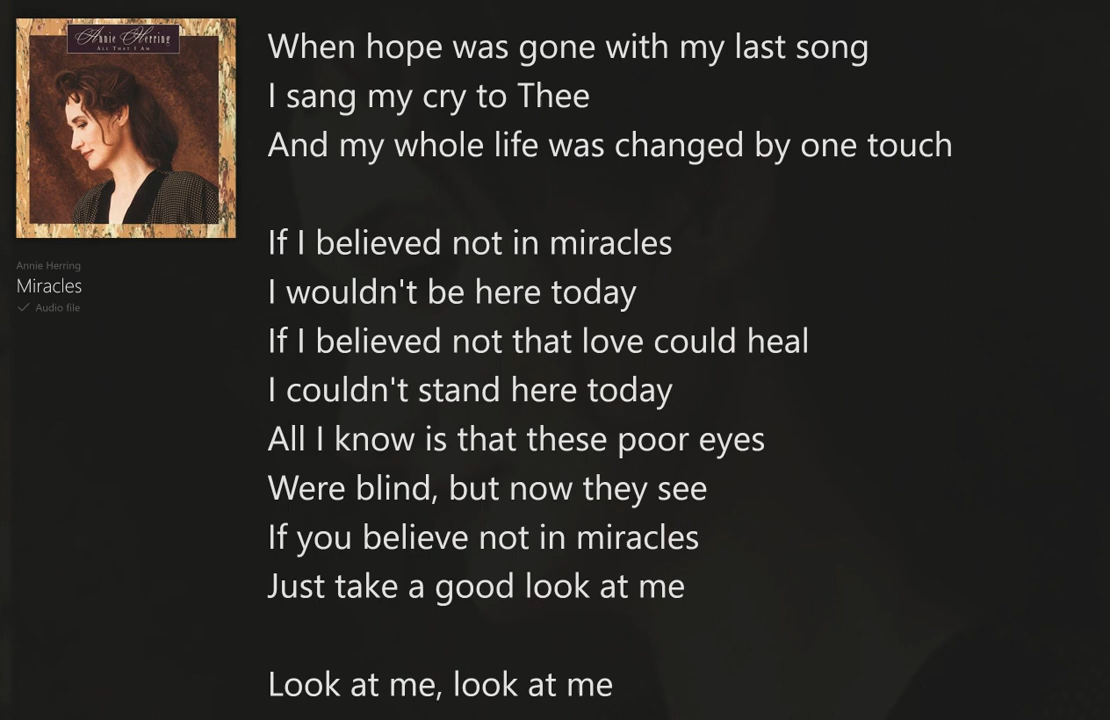 Annie Herring
ALL THAT I AM
Annie Herring
Miracles
Audio file
When hope was gone with my last song
I sang my cry to Thee
And my whole life was changed by one touch
If I believed not in miracles
I wouldn't be here today
If I believed not that love could heal
I couldn't stand here today
All I know is that these poor eyes
Were blind, but now they see
If you believe not in miracles
Just take a good look at me
Look at me, look at me